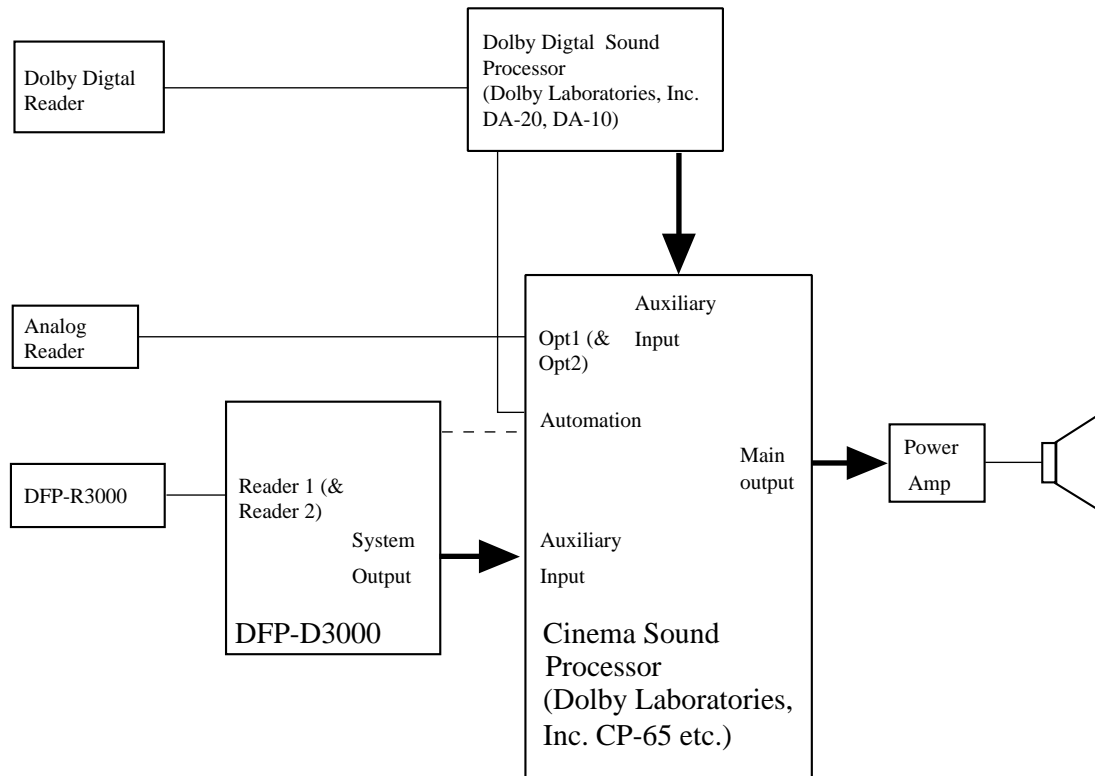 Dolby Digtal Sound
Processor
(Dolby Laboratories, Inc.
DA-20, DA-10)
Dolby Digtal
Reader
Auxiliary
Input
Analog
Reader
Opt1 (&
Opt2)
Automation
Power
Amp
Main
output
DFP-R3000
Reader 1 (&
Reader 2)
System
Output
Auxiliary
Input
DFP-D3000
Cinema Sound
Processor
(Dolby Laboratories,
Inc. CP-65 etc.)